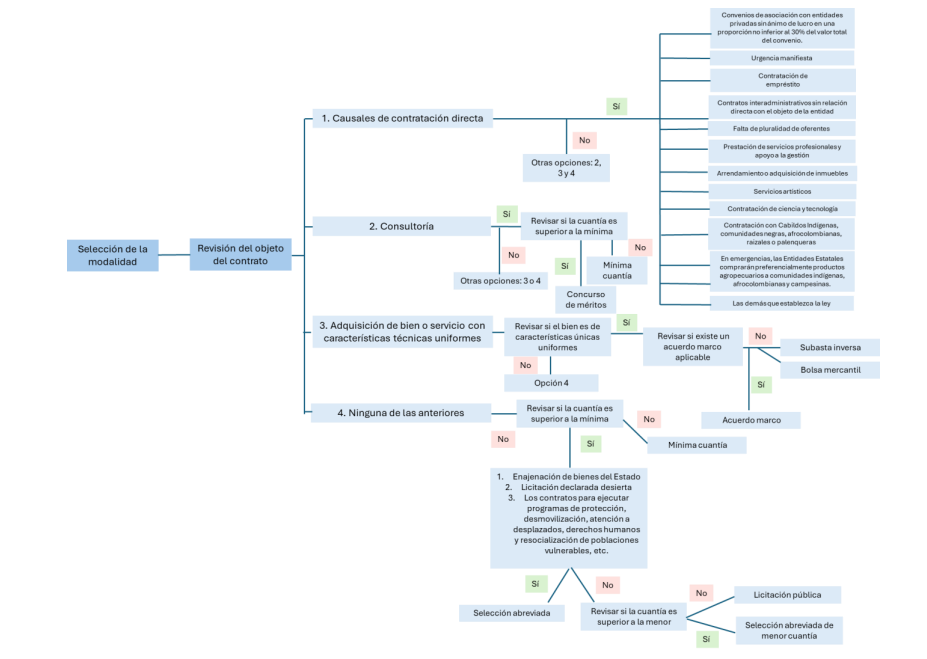 Selección de la
modalidad
Revisión del objeto
del contrato
1. Causales de contratación directa
Sí
No
Otras opciones: 2,
3 y 4
Convenios de asociación con entidades
privadas sin ánimo de lucro en una
proporción no inferior al 30% del valor total
del convenio.
Urgencia manifiesta
Contratación de
empréstito
Contratos interadministrativos sin relación
directa con el objeto de la entidad
Falta de pluralidad de oferentes
Prestación de servicios profesionales y
apoyo a la gestión
Arrendamiento o adquisición de inmuebles
Servicios artísticos
Contratación de ciencia y tecnología
Contratación con Cabildos Indígenas,
comunidades negras, afrocolombianas,
raizales o palenqueras
En emergencias, las Entidades Estatales
comprarán preferencialmente productos
agropecuarios a comunidades indígenas,
afrocolombianas y campesinas.
Las demás que establezca la ley
2. Consultoría
Sí
No
Otras opciones: 3 o 4
Revisar si la cuantía es
superior a la mínima
Sí
No
Mínima
cuantía
Concurso
de méritos
3. Adquisición de bien o servicio con
características técnicas uniformes
Revisar si el bien es de
características únicas
uniformes
Sí
No
Opción 4
Revisar si existe un
acuerdo marco
aplicable
No
Subasta inversa
Bolsa mercantil
Sí
Acuerdo marco
4. Ninguna de las anteriores
No
Revisar si la cuantía es
superior a la mínima
No
Mínima cuantía
Sí
1. Enajenación de bienes del Estado
2. Licitación declarada desierta
3. Los contratos para ejecutar
programas de protección,
desmovilización, atención a
desplazados, derechos humanos
y resocialización de poblaciones
vulnerables, etc.
Sí
No
Selección abreviada
Revisar si la cuantía es
superior a la menor
No
Licitación pública
Sí
Selección abreviada de
menor cuantía